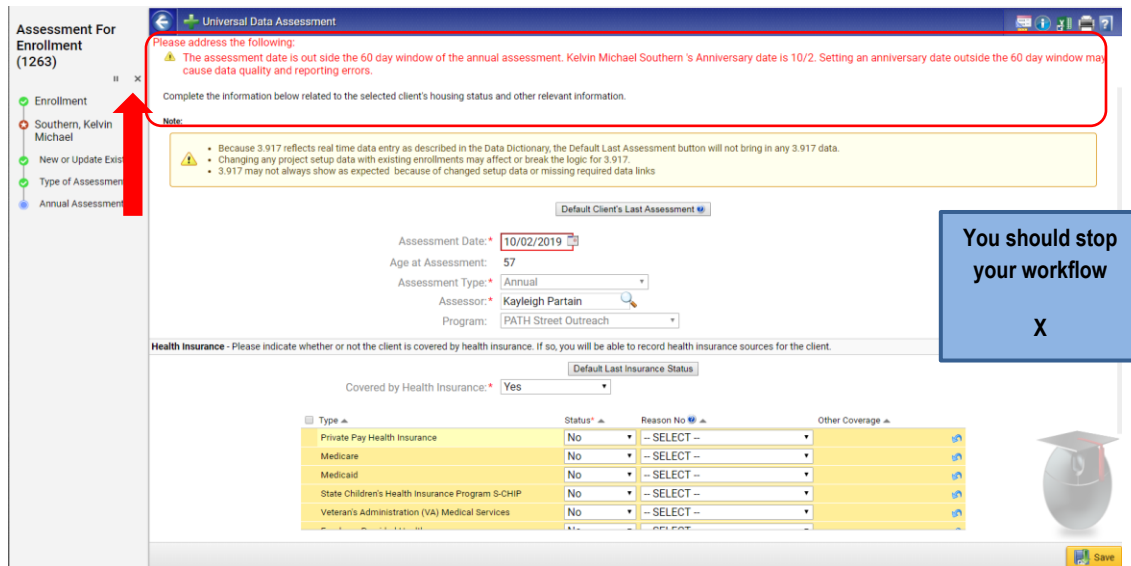 Assessment For
Enrollment
(1263)
Universal Data Assessment
Please address the following:
The assessment date is out side the 60 day window of the annual assessment. Kelvin Michael Southern 's Anniversary date is 10/2. Setting an anniversary date outside the 60 day window may
cause data quality and reporting errors.
Complete the information below related to the selected client's housing status and other relevant information.
Enrollment
Southern, Kelvin
Michael
New or Update Exist
Type of Assessment
Annual Assessment
Note:
• Because 3.917 reflects real time data entry as described in the Data Dictionary, the Default Last Assessment button will not bring in any 3.917 data.
• Changing any project setup data with existing enrollments may affect or break the logic for 3.917.
• 3.917 may not always show as expected because of changed setup data or missing required data links
Default Client's Last Assessment
Assessment Date:* 10/02/2019
Age at Assessment: 57
Assessment Type:* Annual
Assessor:* Kayleigh Partain
Program: PATH Street Outreach
You should stop
your workflow
X
Health Insurance - Please indicate whether or not the client is covered by health insurance. If so, you will be able to record health insurance sources for the client.
Default Last Insurance Status
Covered by Health Insurance:* Yes
Type Status* Reason No Other Coverage
Private Pay Health Insurance No -- SELECT --
Medicare No -- SELECT --
Medicaid No -- SELECT --
State Children's Health Insurance Program S-CHIP No -- SELECT --
Veteran's Administration (VA) Medical Services No -- SELECT --
Save